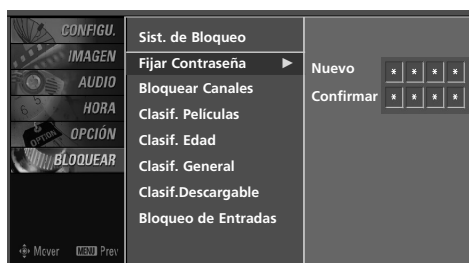 CONFIGU.
IMAGEN
AUDIO
HORA
OPCIÓN
BLOQUEAR
Mover MENU Prev
Sist. de Bloqueo
Fijar Contraseña ►
Bloquear Canales
Clasif. Películas
Clasif. Edad
Clasif. General
Clasif.Descargable
Bloqueo de Entradas
Nuevo * * * *
Confirmar * * * *